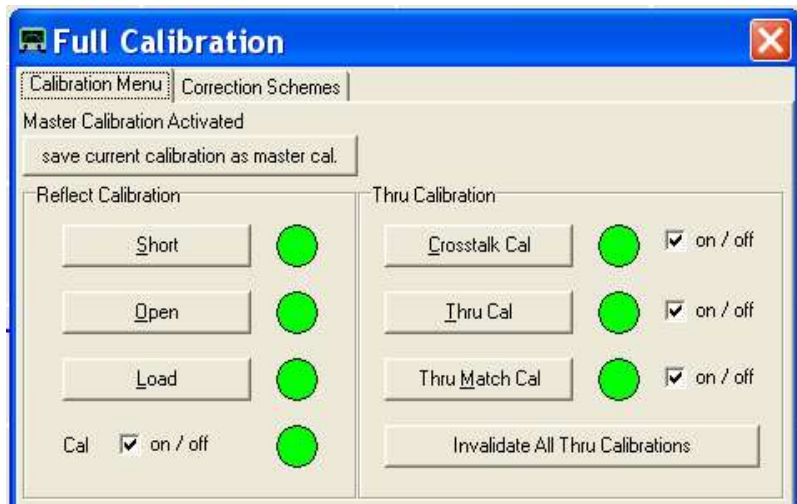 Full Calibration
Calibration Menu
Correction Schemes
Master Calibration Activated
save current calibration as master cal.
Reflect Calibration
Short
Open
Load
Cal on / off
Thru Calibration
Crosstalk Cal on / off
Thru Cal on / off
Thru Match Cal on / off
Invalidate All Thru Calibrations